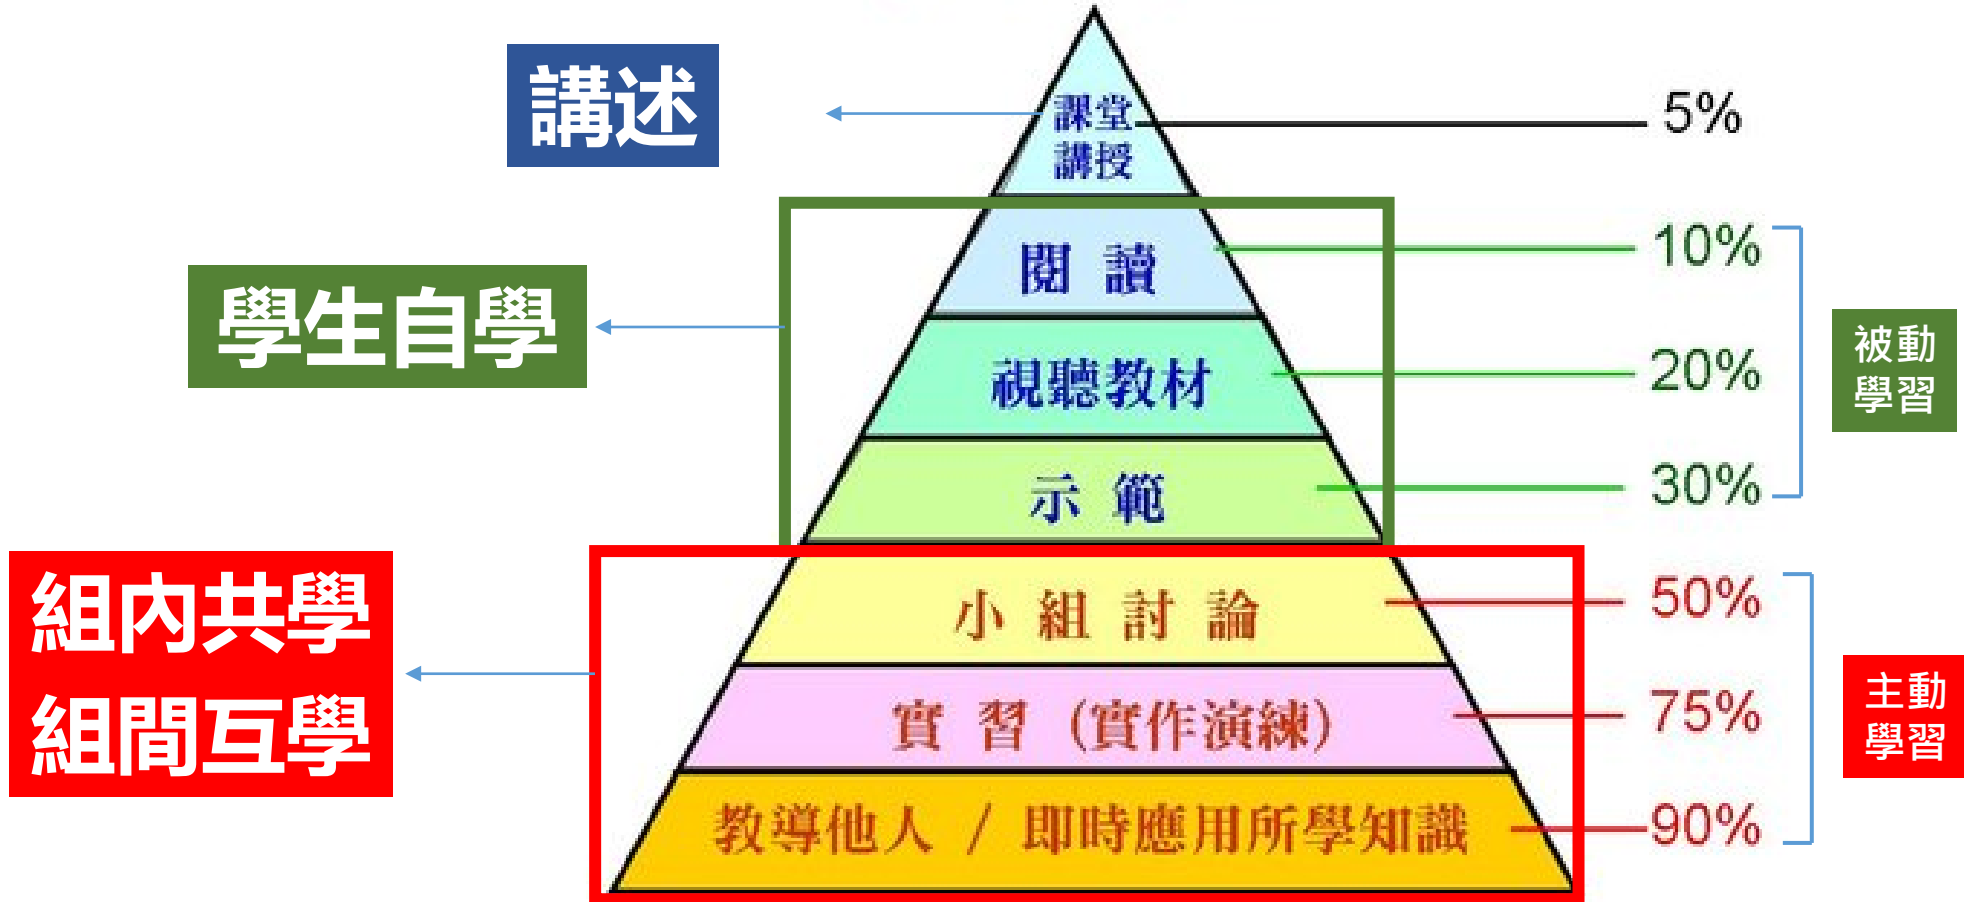 講述
課堂
講授
5%
閱 讀
10%
學生自學
視聽教材
20%
被動
學習
示 範
30%
組內共學
組間互學
小 組 討 論
50%
實 習 (實作演練)
75%
主動
學習
教導他人 / 即時應用所學知識
90%